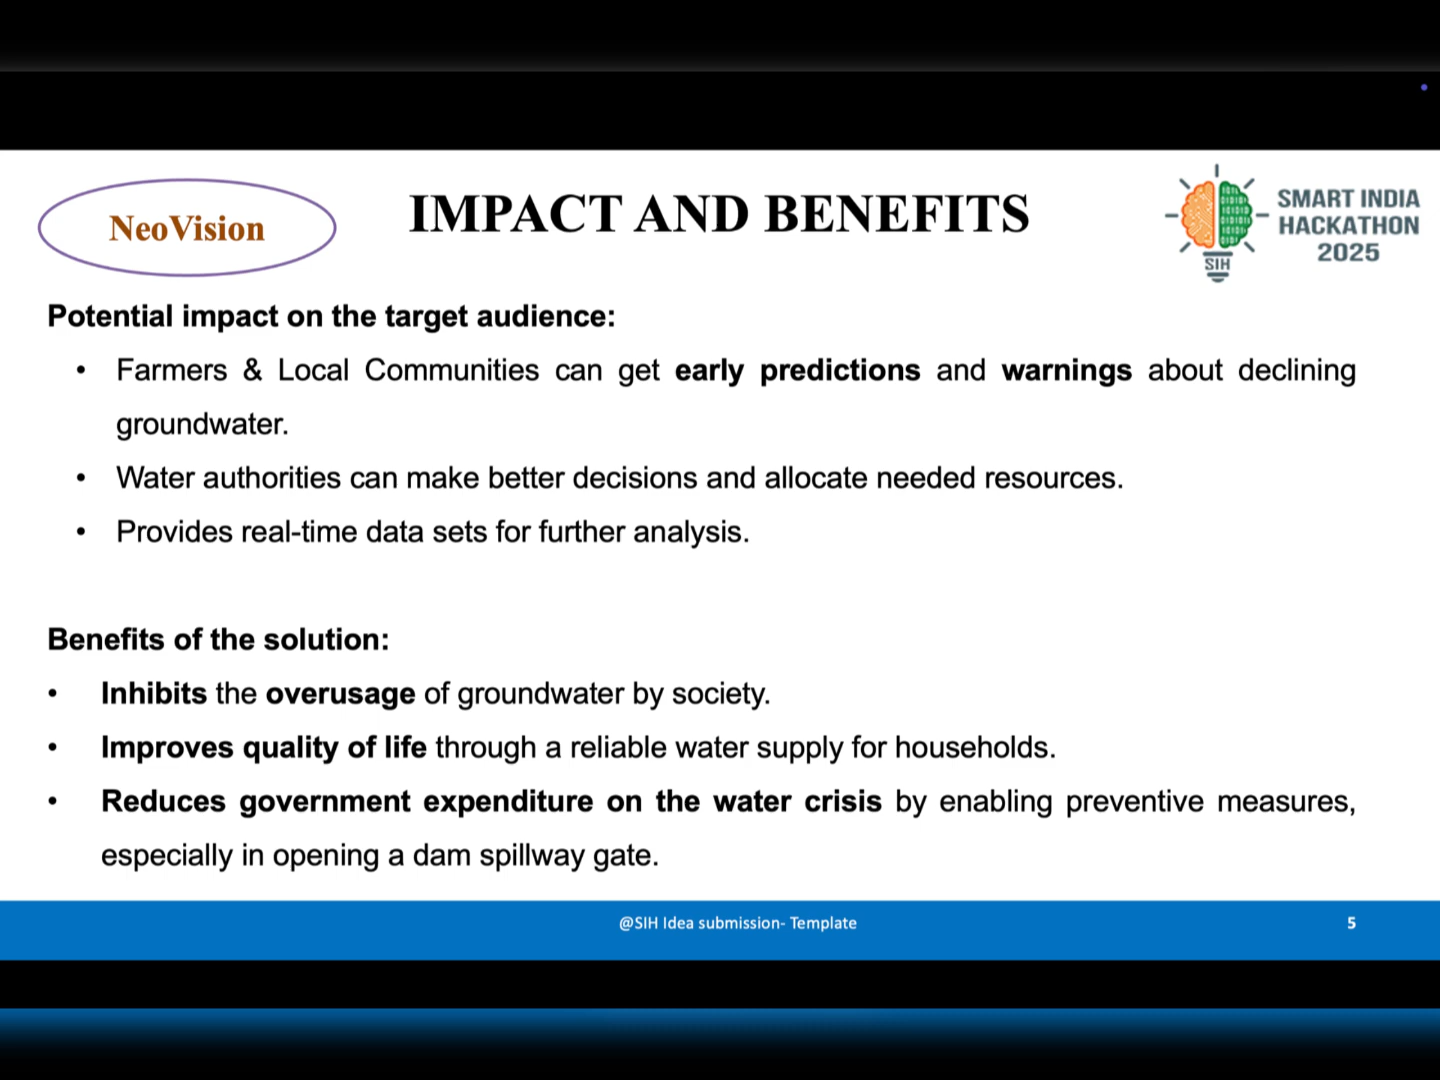 NeoVision
IMPACT AND BENEFITS
SIH
SMART INDIA
HACKATHON
2025
Potential impact on the target audience:
• Farmers & Local Communities can get early predictions and warnings about declining
groundwater.
• Water authorities can make better decisions and allocate needed resources.
• Provides real-time data sets for further analysis.
Benefits of the solution:
• Inhibits the overusage of groundwater by society.
• Improves quality of life through a reliable water supply for households.
• Reduces government expenditure on the water crisis by enabling preventive measures,
especially in opening a dam spillway gate.
@SIH Idea submission- Template
5